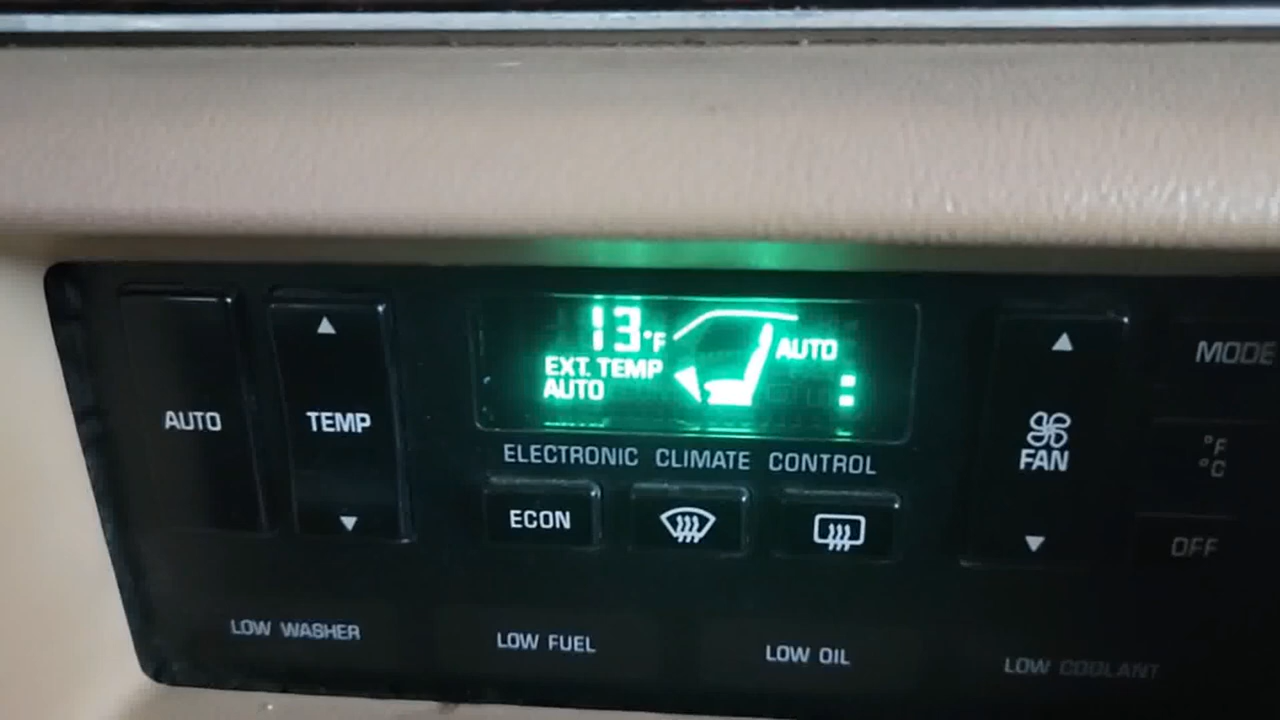 13°F
EXT. TEMP
AUTO
AUTO
AUTO
TEMP
ELECTRONIC CLIMATE CONTROL
ECON
FAN
MODE
°F
°C
OFF
LOW WASHER
LOW FUEL
LOW OIL
LOW COOLANT